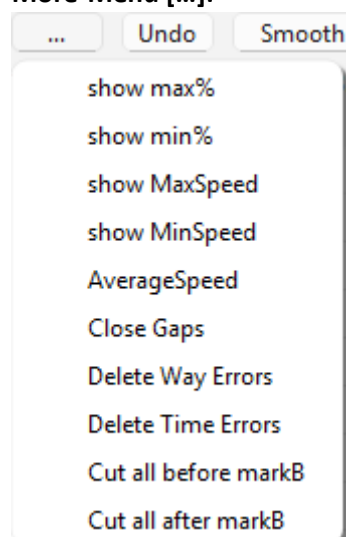 More Menu [...]:
... Undo Smooth
show max%
show min%
show MaxSpeed
show MinSpeed
AverageSpeed
Close Gaps
Delete Way Errors
Delete Time Errors
Cut all before markB
Cut all after markB